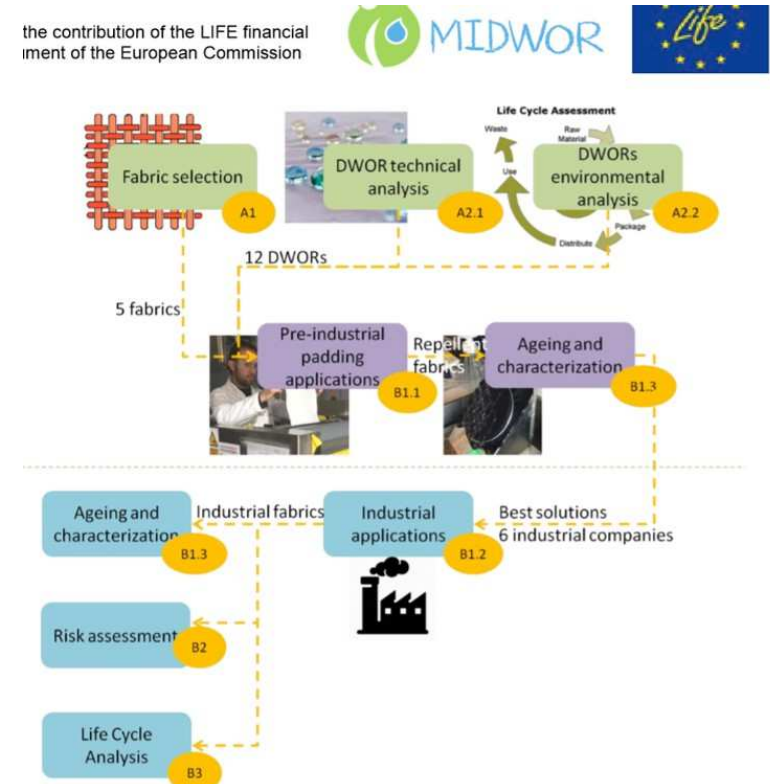 the contribution of the LIFE financial
ment of the European Commission
MIDWOR
Life
Life Cycle Assessment
Waste
Raw
Material
Use
Package
Distribute
Fabric selection
A1
DWOR technical
analysis
A2.1
DWORs
environmental
analysis
A2.2
12 DWORs
5 fabrics
Pre-industrial
padding
applications
B1.1
Repellent
fabrics
Ageing and
characterization
B1.3
Ageing and
characterization
B1.3
Industrial fabrics
Industrial
applications
B1.2
Best solutions
6 industrial companies
Risk assessment
B2
Life Cycle
Analysis
B3